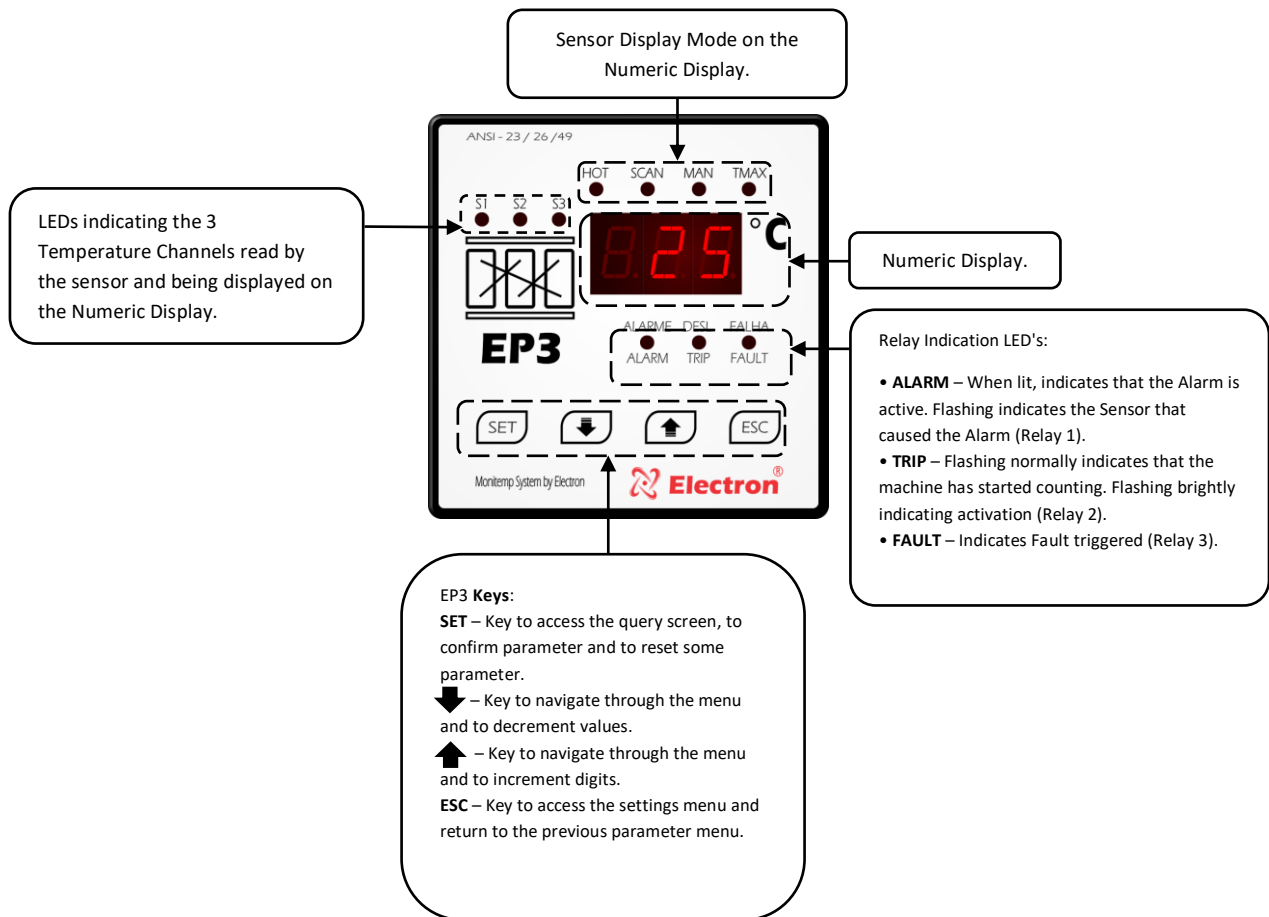 Sensor Display Mode on the
Numeric Display.
ANSI - 23 / 26 /49
HOT SCAN MAN TMAX
S1 S2 S3
25
°C
LEDs indicating the 3
Temperature Channels read by
the sensor and being displayed on
the Numeric Display.
Numeric Display.
ALARME DESL FALHA
ALARM TRIP FAULT
EP3
SET ESC
Monitemp System by Electron
Electron®
Relay Indication LED's:
• ALARM – When lit, indicates that the Alarm is
active. Flashing indicates the Sensor that
caused the Alarm (Relay 1).
• TRIP – Flashing normally indicates that the
machine has started counting. Flashing brightly
indicating activation (Relay 2).
• FAULT – Indicates Fault triggered (Relay 3).
EP3 Keys:
SET – Key to access the query screen, to
confirm parameter and to reset some
parameter.
– Key to navigate through the menu
and to decrement values.
– Key to navigate through the menu
and to increment digits.
ESC – Key to access the settings menu and
return to the previous parameter menu.